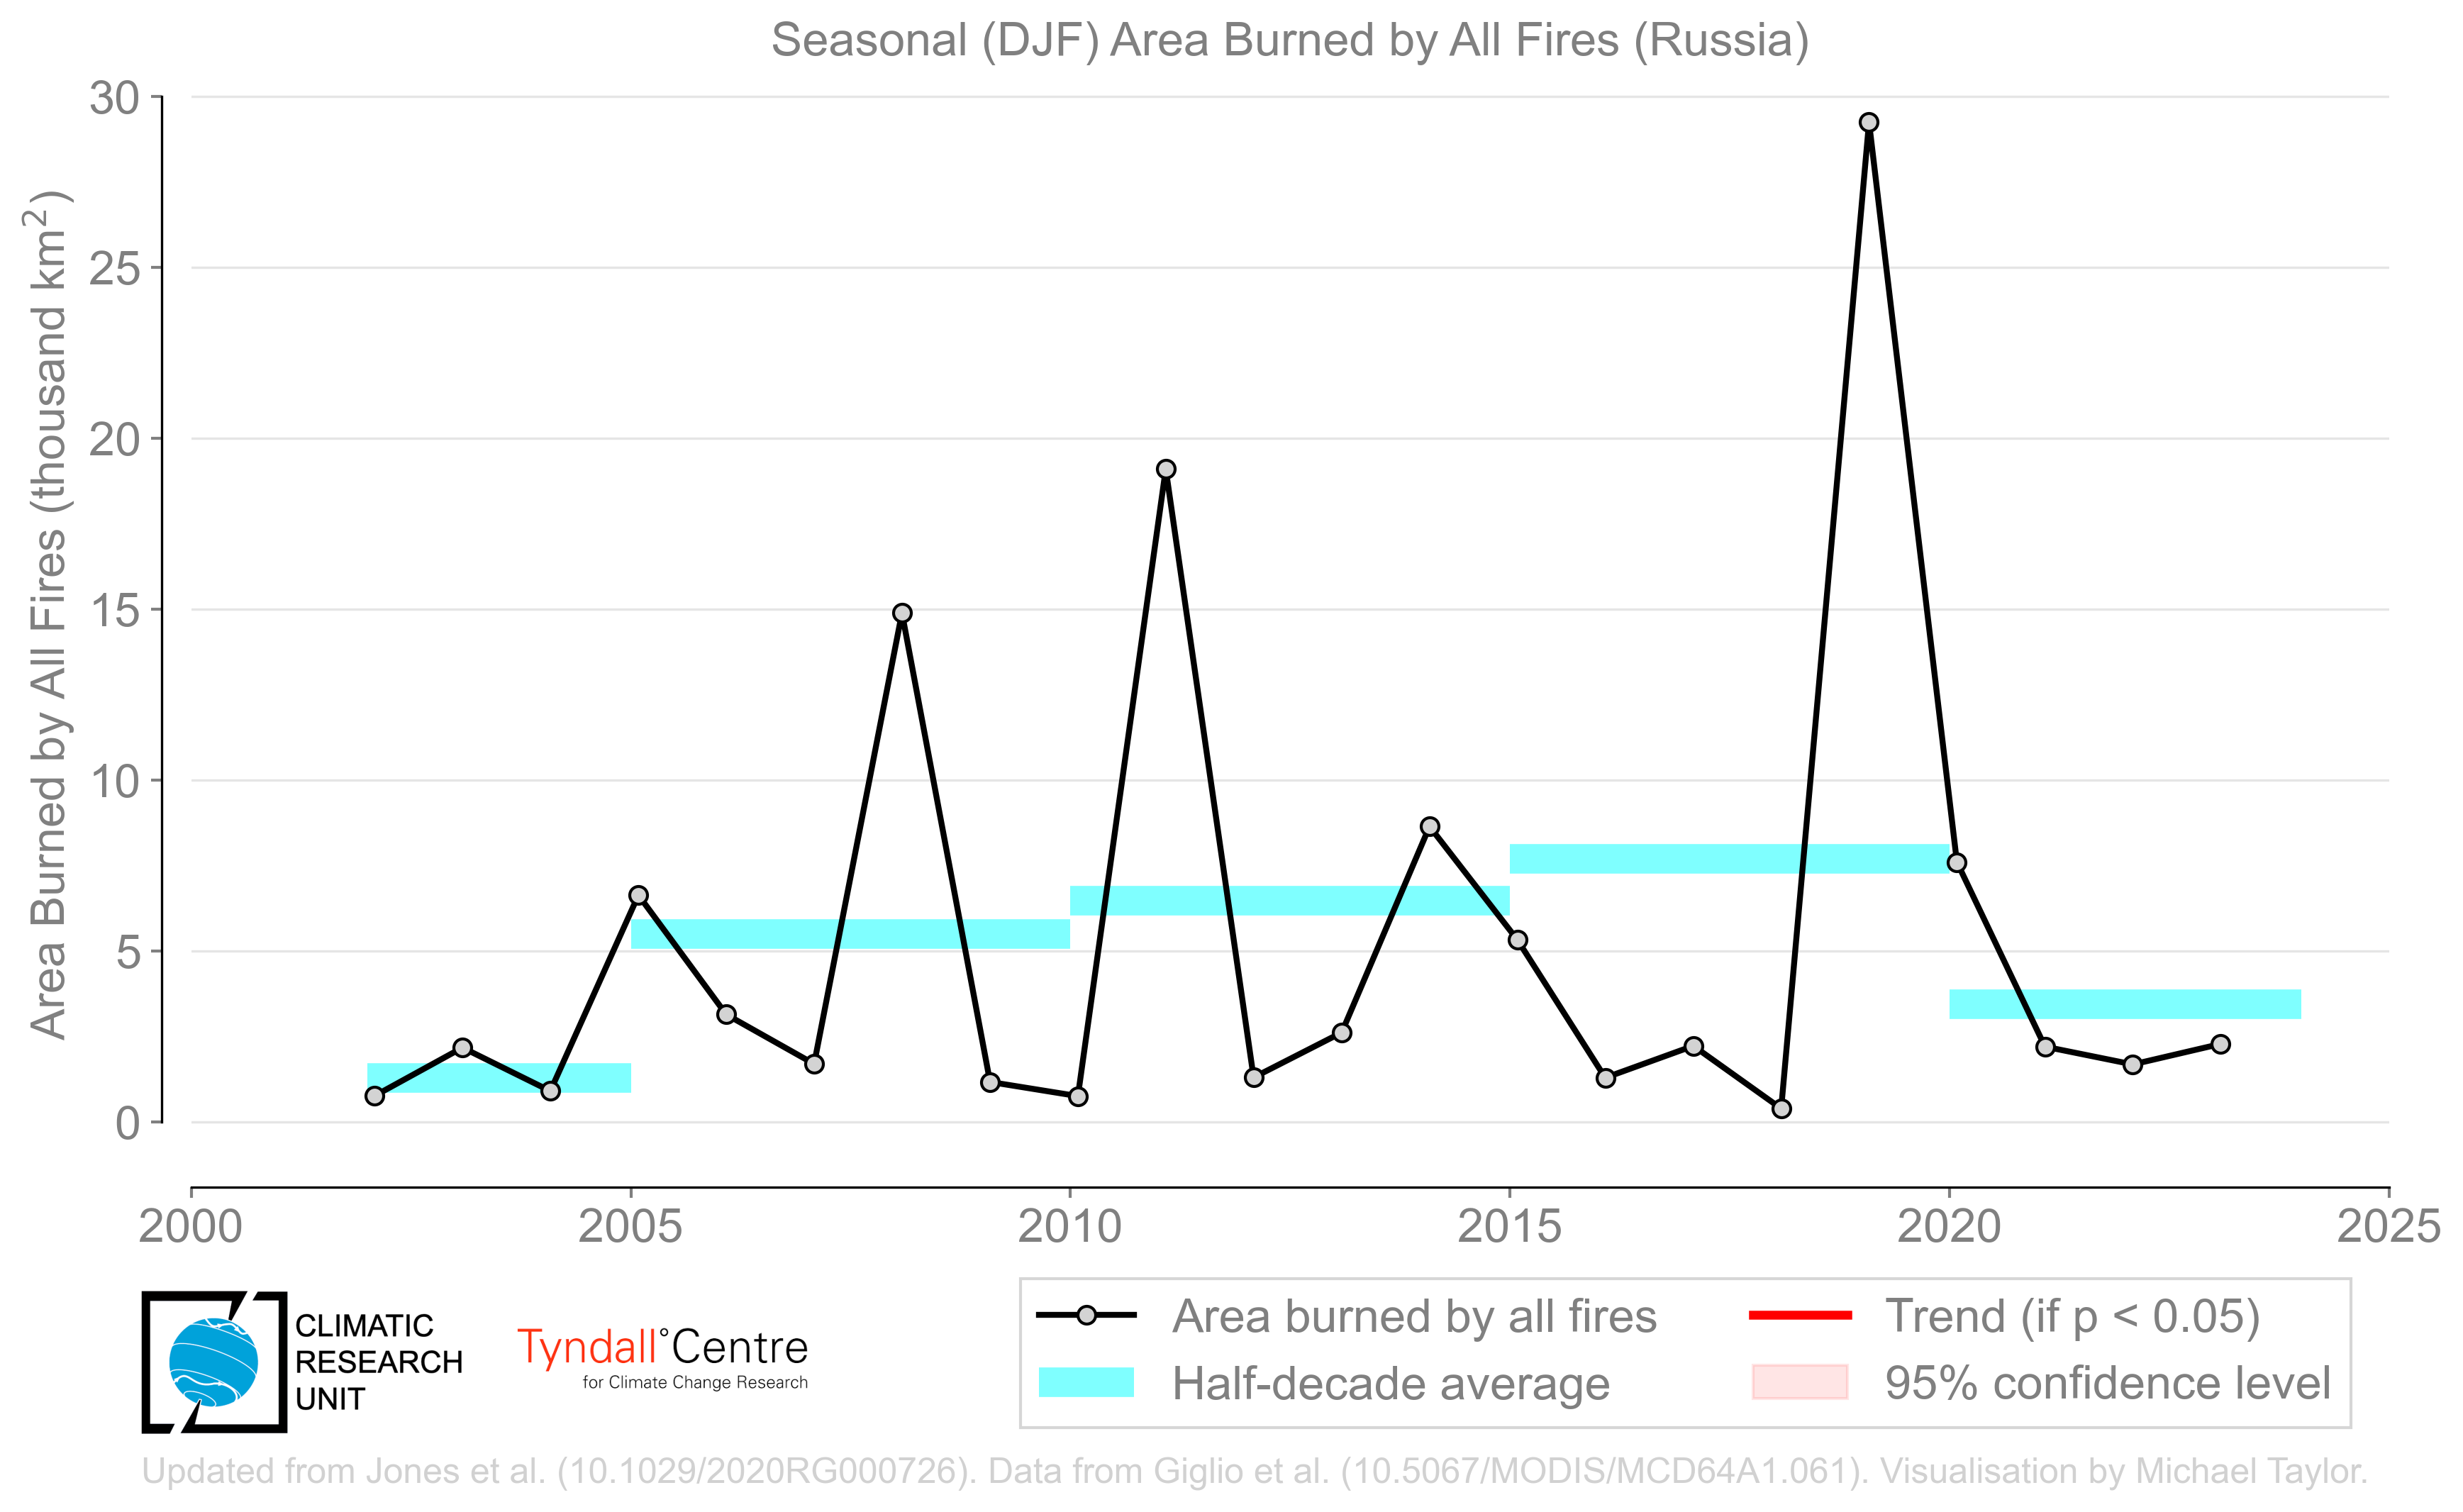 Seasonal (DJF) Area Burned by All Fires (Russia)
Area Burned by All Fires (thousand km²)
30
25
20
15
10
5
0
2000 2005 2010 2015 2020 2025
CLIMATIC
RESEARCH
UNIT
Tyndall°Centre
for Climate Change Research
Area burned by all fires
Half-decade average
Trend (if p < 0.05)
95% confidence level
Updated from Jones et al. (10.1029/2020RG000726). Data from Giglio et al. (10.5067/MODIS/MCD64A1.061). Visualisation by Michael Taylor.